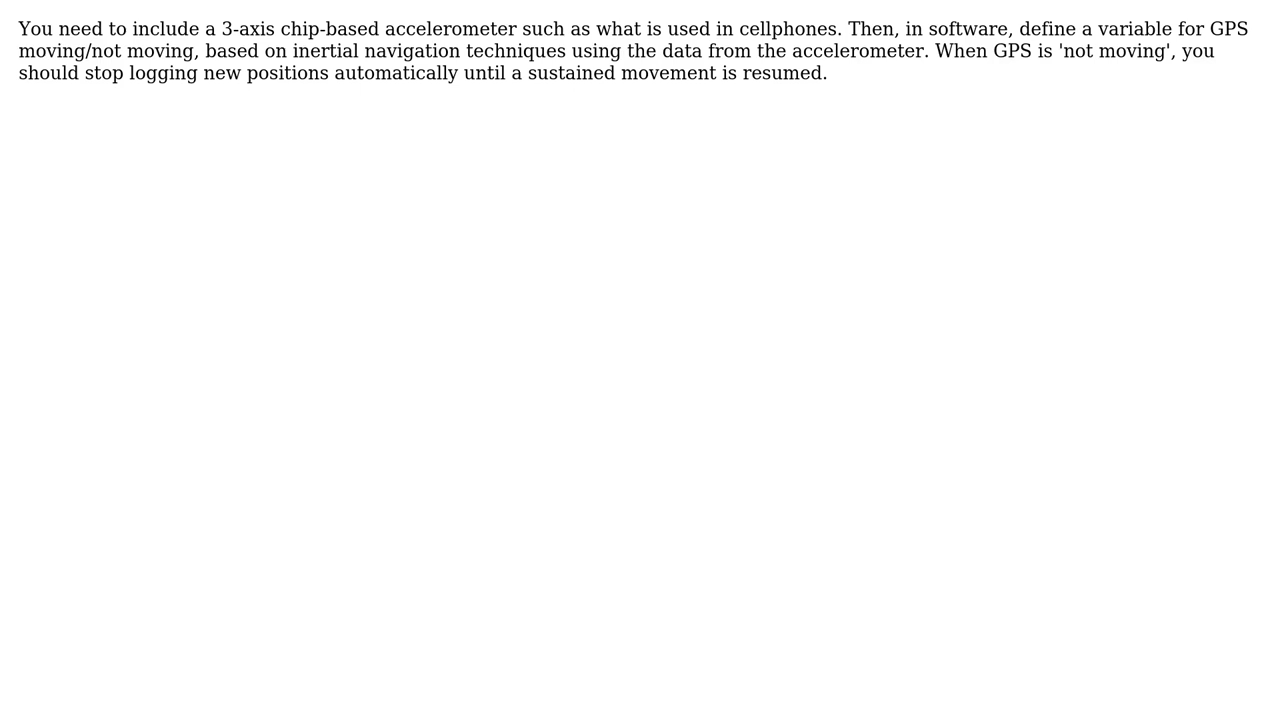 You need to include a 3-axis chip-based accelerometer such as what is used in cellphones. Then, in software, define a variable for GPS
moving/not moving, based on inertial navigation techniques using the data from the accelerometer. When GPS is 'not moving', you
should stop logging new positions automatically until a sustained movement is resumed.